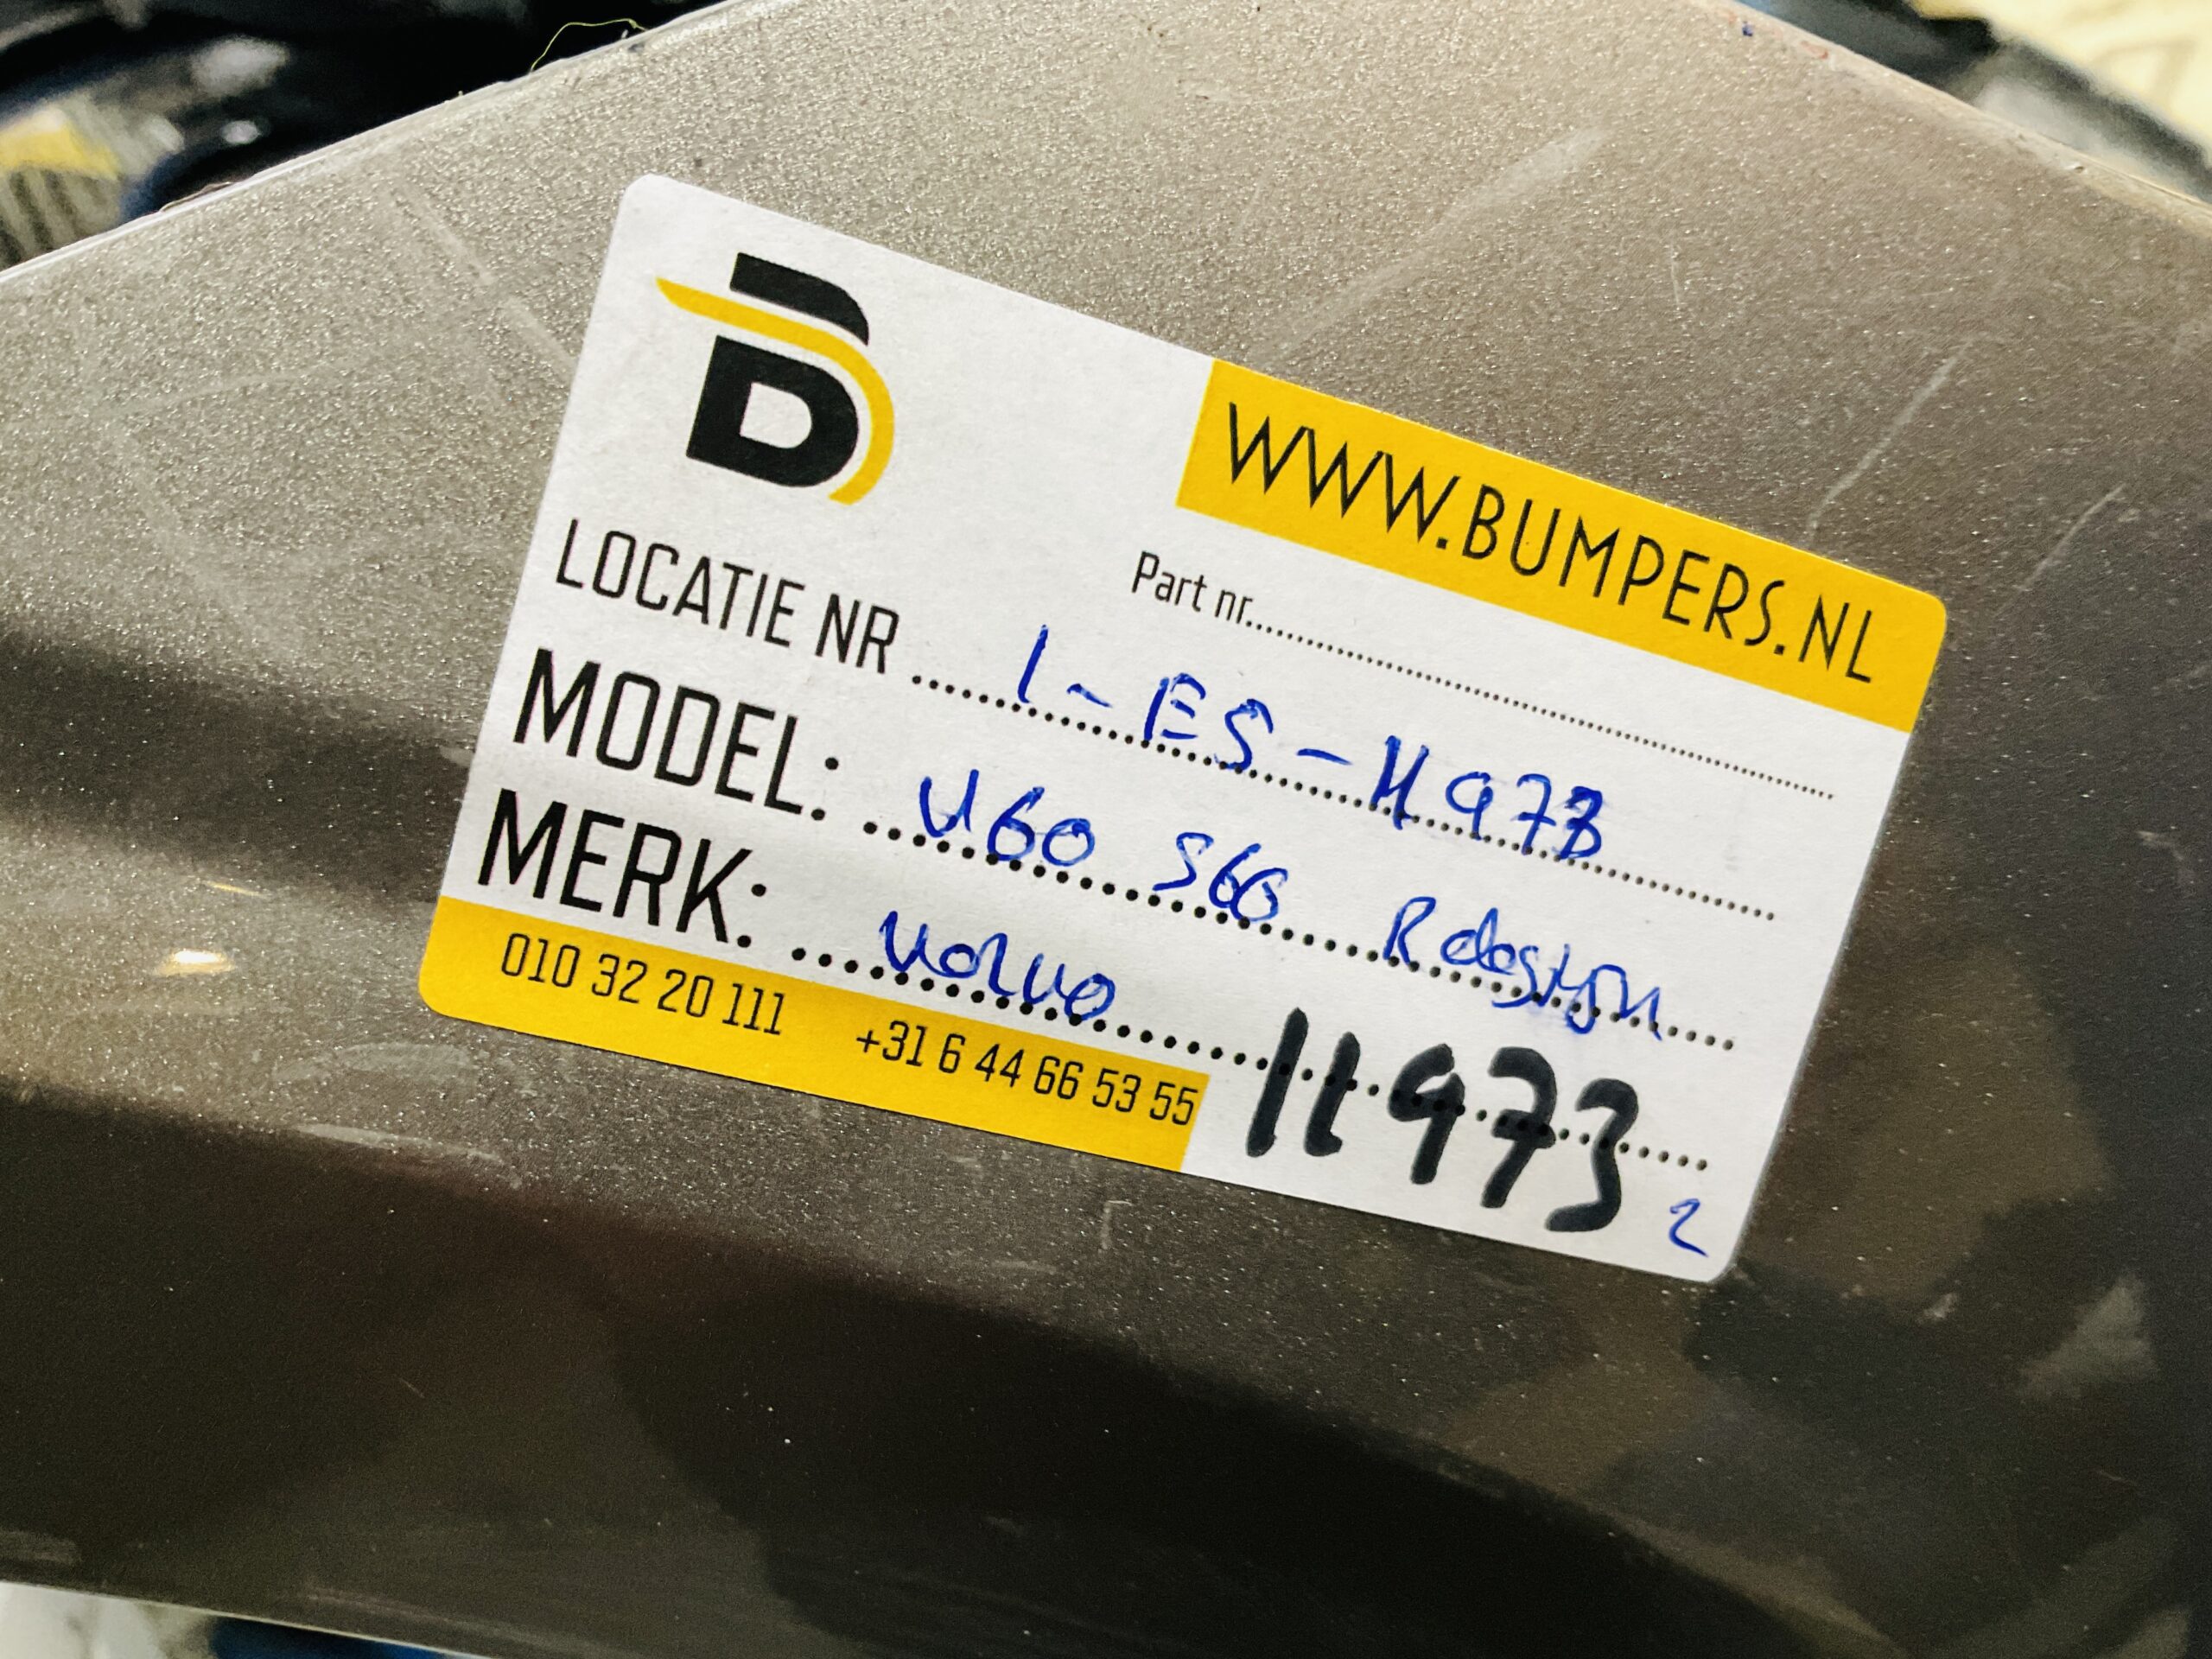 B
WWW.BUMPERS.NL
Part nr..........
LOCATIE NR ..... 1-ES-11973
MODEL: ... V60 S60 R design
MERK: ... Volvo
010 32 20 111 +31 6 44 66 53 55
11973
2